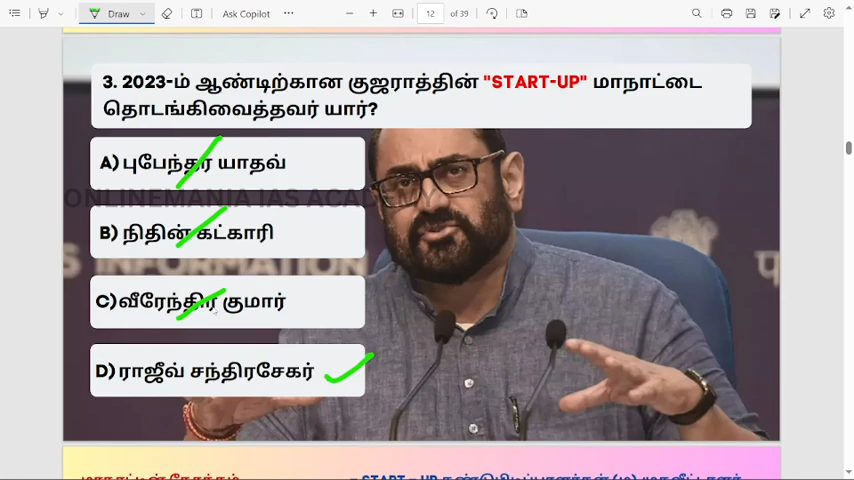 Draw
Ask Copilot
12 of 39
3. 2023-ம் ஆண்டிற்கான குஜராத்தின் "START-UP" மாநாட்டை
தொடங்கிவைத்தவர் யார்?
A) புபேந்தர் யாதவ்
ONLINEMANIA IAS ACADEMY
B) நிதின் கட்காரி
C) வீரேந்திர குமார்
D) ராஜீவ் சந்திரசேகர்